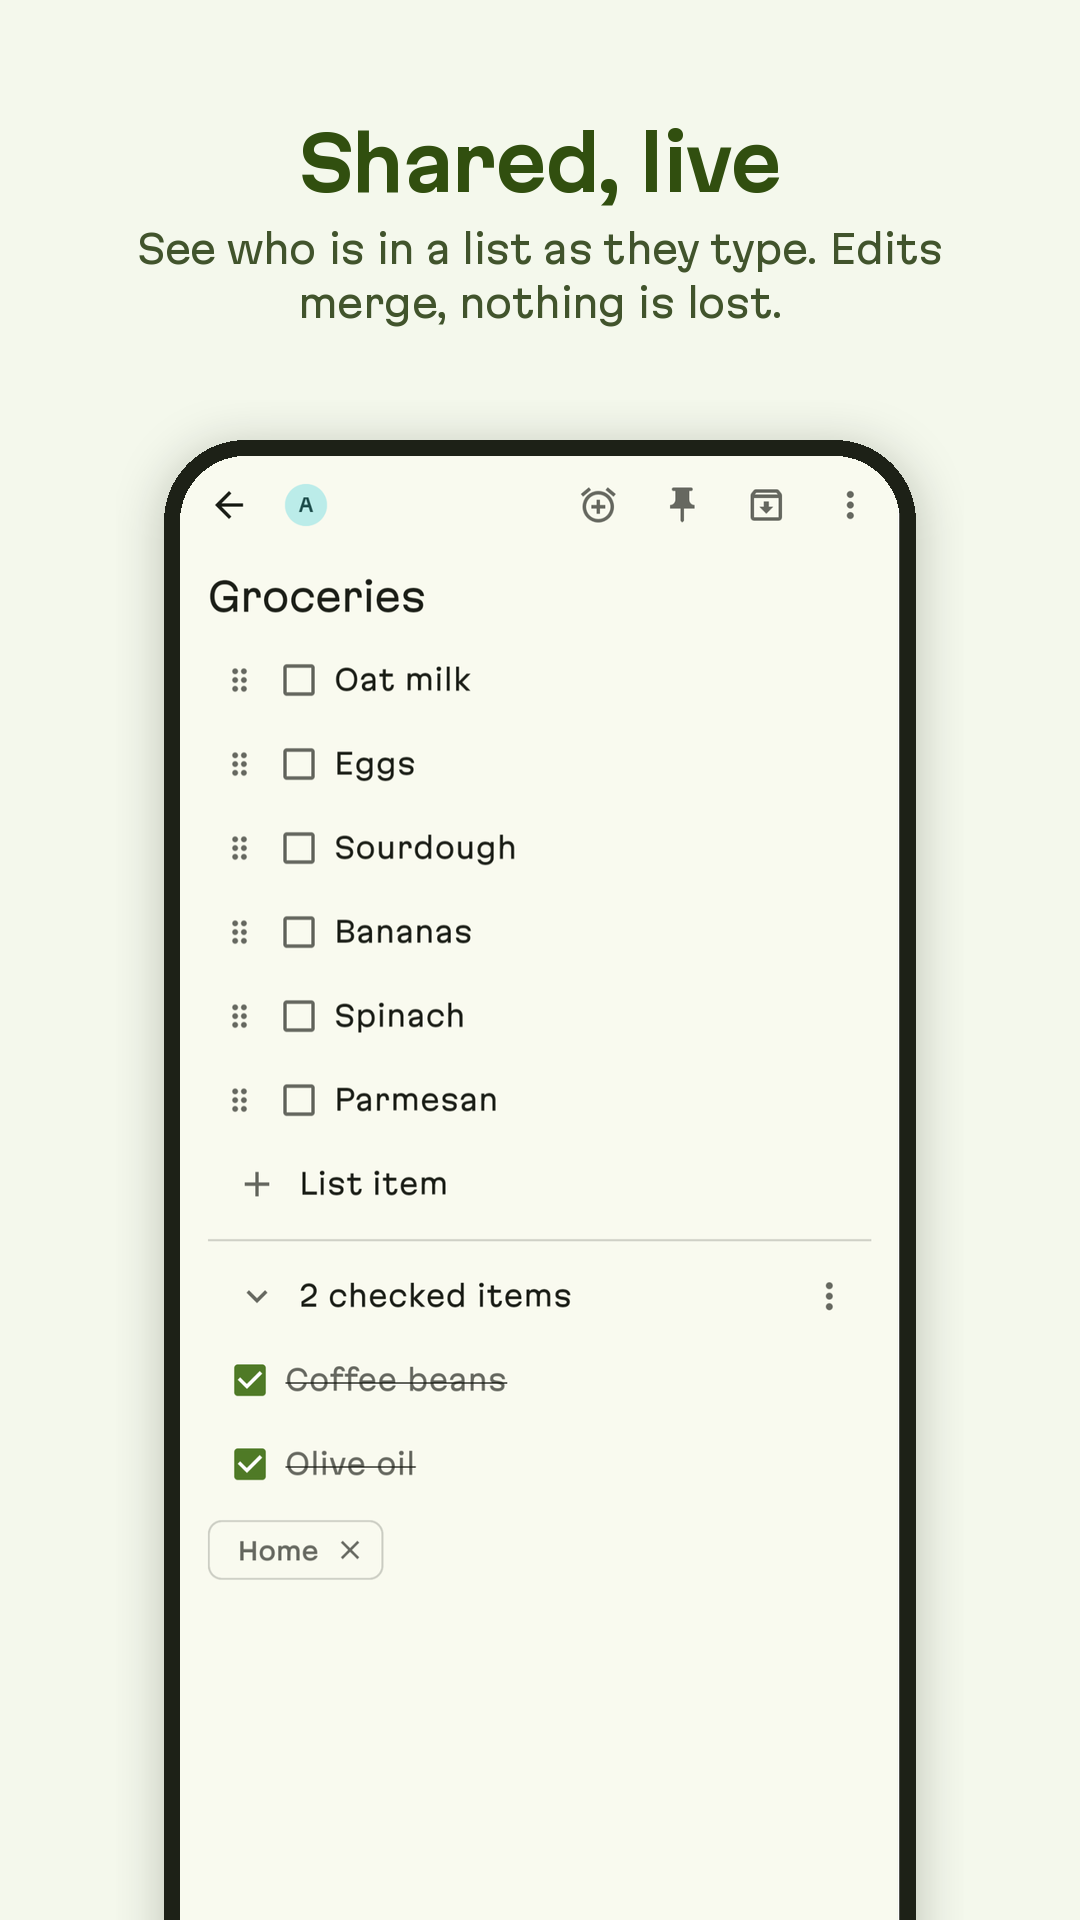 Shared, live
See who is in a list as they type. Edits
merge, nothing is lost.
A
Groceries
Oat milk
Eggs
Sourdough
Bananas
Spinach
Parmesan
List item
2 checked items
Coffee beans
Olive oil
Home